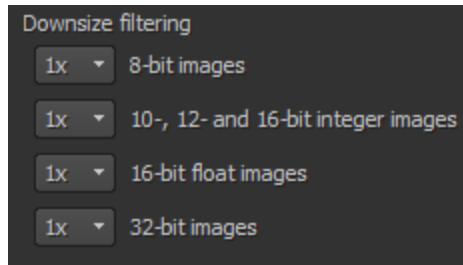 Downsize filtering
1x 8-bit images
1x 10-, 12- and 16-bit integer images
1x 16-bit float images
1x 32-bit images